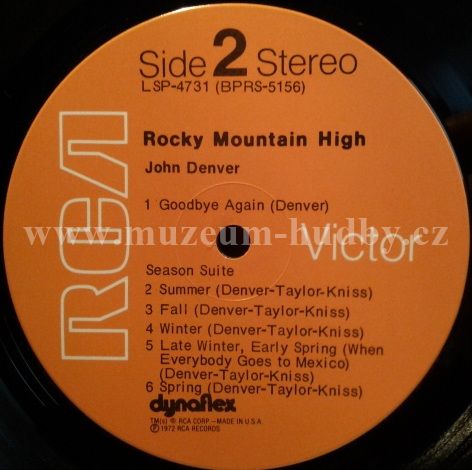 Side 2 Stereo
LSP-4731 (BPRS-5156)
Rocky Mountain High
John Denver
1 Goodbye Again (Denver)
www.muzeum-hudby.cz
RCA Victor
Season Suite
2 Summer (Denver-Taylor-Kniss)
3 Fall (Denver-Taylor-Kniss)
4 Winter (Denver-Taylor-Kniss)
5 Late Winter, Early Spring (When
Everybody Goes to Mexico)
(Denver-Taylor-Kniss)
6 Spring (Denver-Taylor-Kniss)
dynaflex
TM(s) ® RCA CORP.-MADE IN U.S.A.
℗ 1972 RCA RECORDS